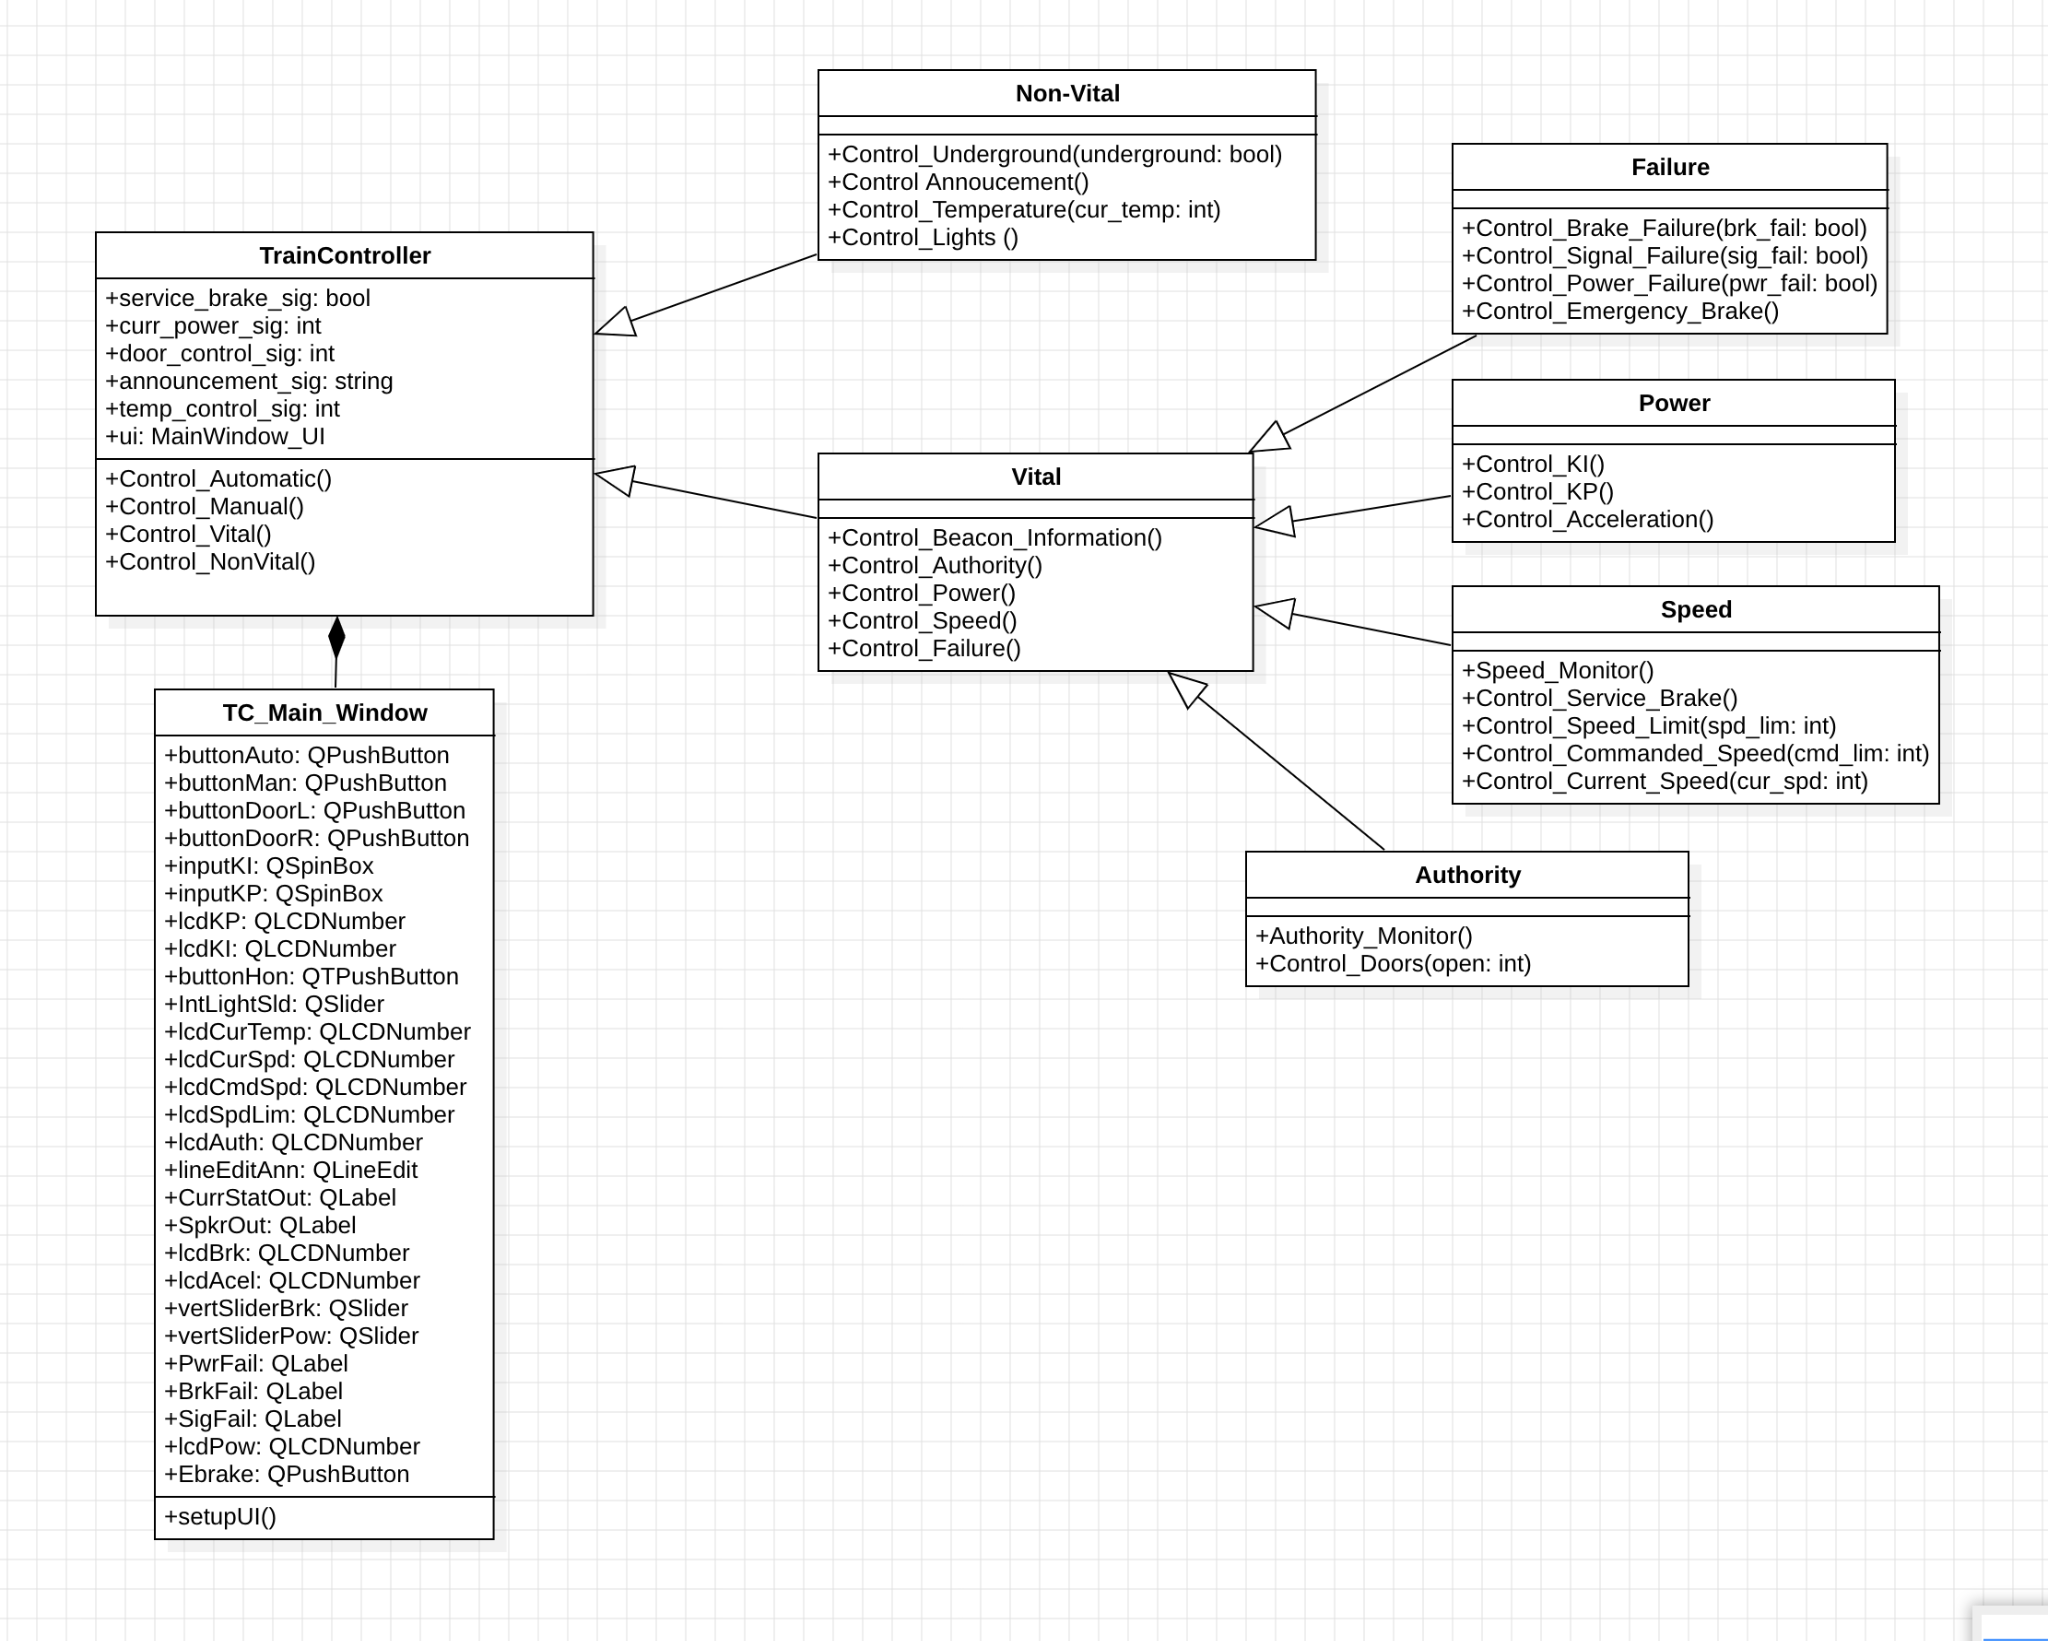 Non-Vital
+Control_Underground(underground: bool)
+Control Annoucement()
+Control_Temperature(cur_temp: int)
+Control_Lights ()
Failure
+Control_Brake_Failure(brk_fail: bool)
+Control_Signal_Failure(sig_fail: bool)
+Control_Power_Failure(pwr_fail: bool)
+Control_Emergency_Brake()
TrainController
+service_brake_sig: bool
+curr_power_sig: int
+door_control_sig: int
+announcement_sig: string
+temp_control_sig: int
+ui: MainWindow_UI
+Control_Automatic()
+Control_Manual()
+Control_Vital()
+Control_NonVital()
Power
+Control_KI()
+Control_KP()
+Control_Acceleration()
Vital
+Control_Beacon_Information()
+Control_Authority()
+Control_Power()
+Control_Speed()
+Control_Failure()
Speed
+Speed_Monitor()
+Control_Service_Brake()
+Control_Speed_Limit(spd_lim: int)
+Control_Commanded_Speed(cmd_lim: int)
+Control_Current_Speed(cur_spd: int)
TC_Main_Window
+buttonAuto: QPushButton
+buttonMan: QPushButton
+buttonDoorL: QPushButton
+buttonDoorR: QPushButton
+inputKI: QSpinBox
+inputKP: QSpinBox
+lcdKP: QLCDNumber
+lcdKI: QLCDNumber
+buttonHon: QTPushButton
+IntLightSld: QSlider
+lcdCurTemp: QLCDNumber
+lcdCurSpd: QLCDNumber
+lcdCmdSpd: QLCDNumber
+lcdSpdLim: QLCDNumber
+lcdAuth: QLCDNumber
+lineEditAnn: QLineEdit
+CurrStatOut: QLabel
+SpkrOut: QLabel
+lcdBrk: QLCDNumber
+lcdAcel: QLCDNumber
+vertSliderBrk: QSlider
+vertSliderPow: QSlider
+PwrFail: QLabel
+BrkFail: QLabel
+SigFail: QLabel
+lcdPow: QLCDNumber
+Ebrake: QPushButton
+setupUI()
Authority
+Authority_Monitor()
+Control_Doors(open: int)